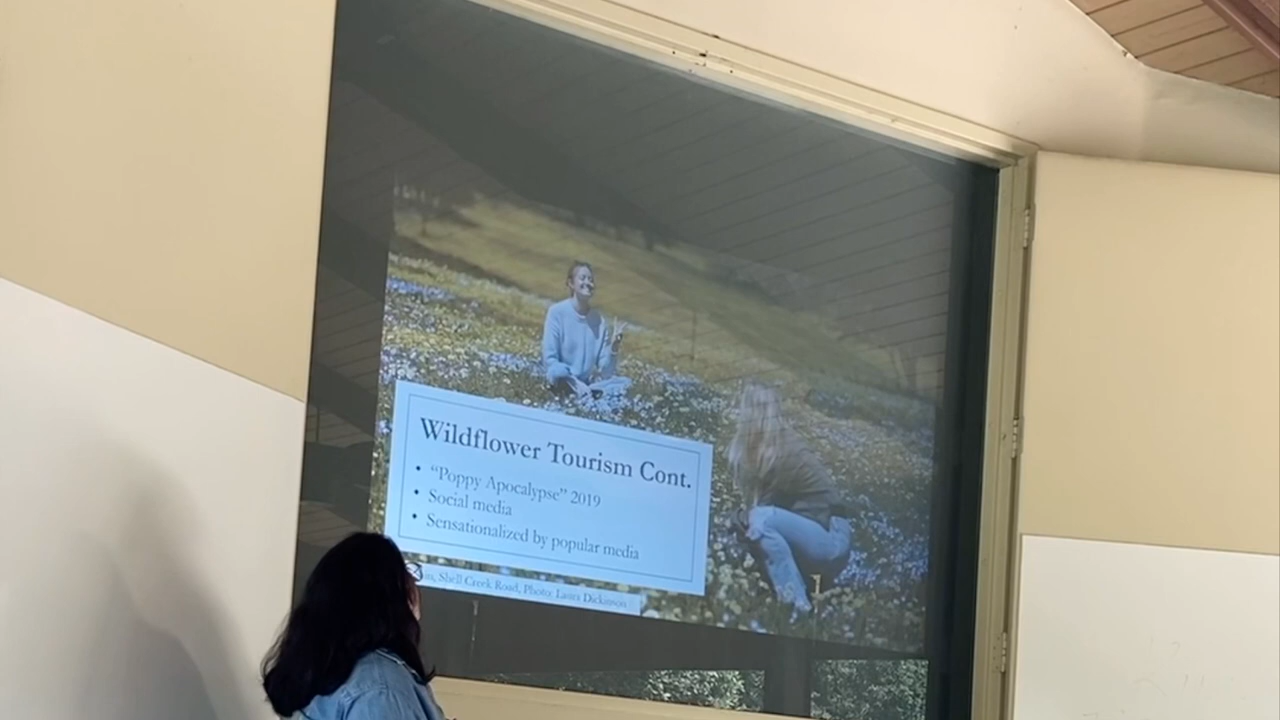 Wildflower Tourism Cont.
• “Poppy Apocalypse” 2019
• Social media
• Sensationalized by popular media
Shell Creek Road, Photo: Laura Dickinson